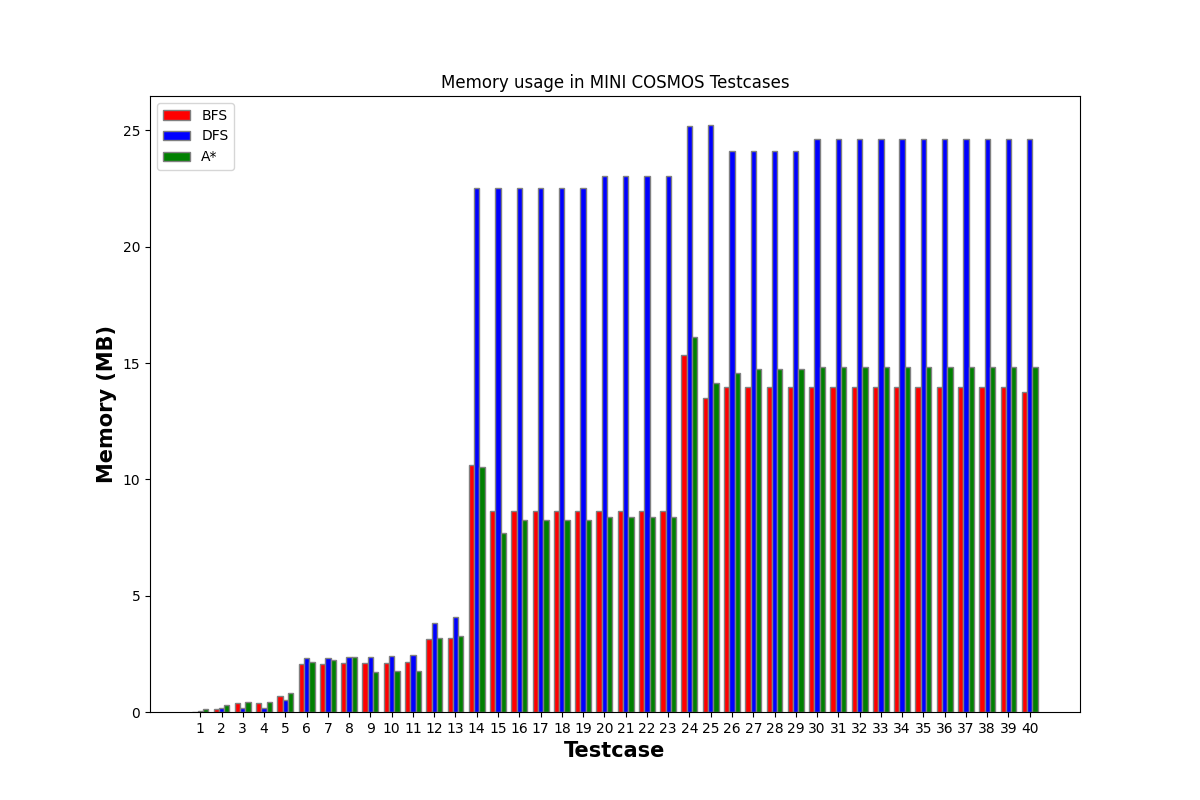 Memory usage in MINI COSMOS Testcases
BFS
DFS
A*
25
20
15
10
5
0
Memory (MB)
1 2 3 4 5 6 7 8 9 10 11 12 13 14 15 16 17 18 19 20 21 22 23 24 25 26 27 28 29 30 31 32 33 34 35 36 37 38 39 40
Testcase